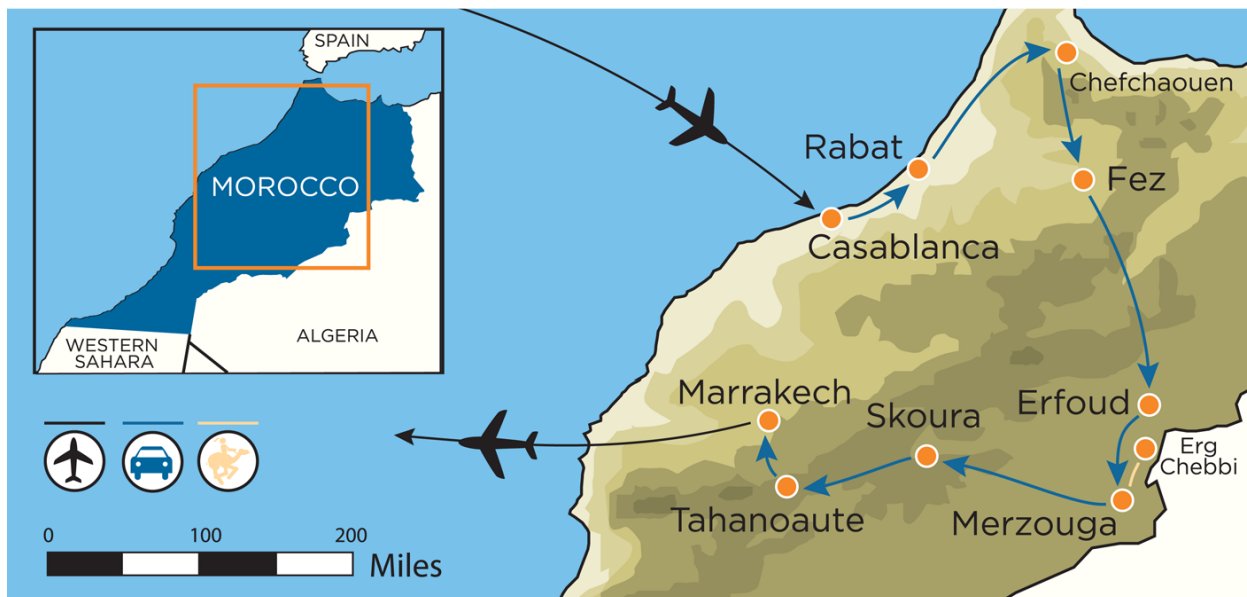 SPAIN
MOROCCO
WESTERN
SAHARA
ALGERIA
0 100 200
Miles
Chefchaouen
Rabat
Fez
Casablanca
Marrakech
Skoura
Erfoud
Erg
Chebbi
Tahanoaute
Merzouga